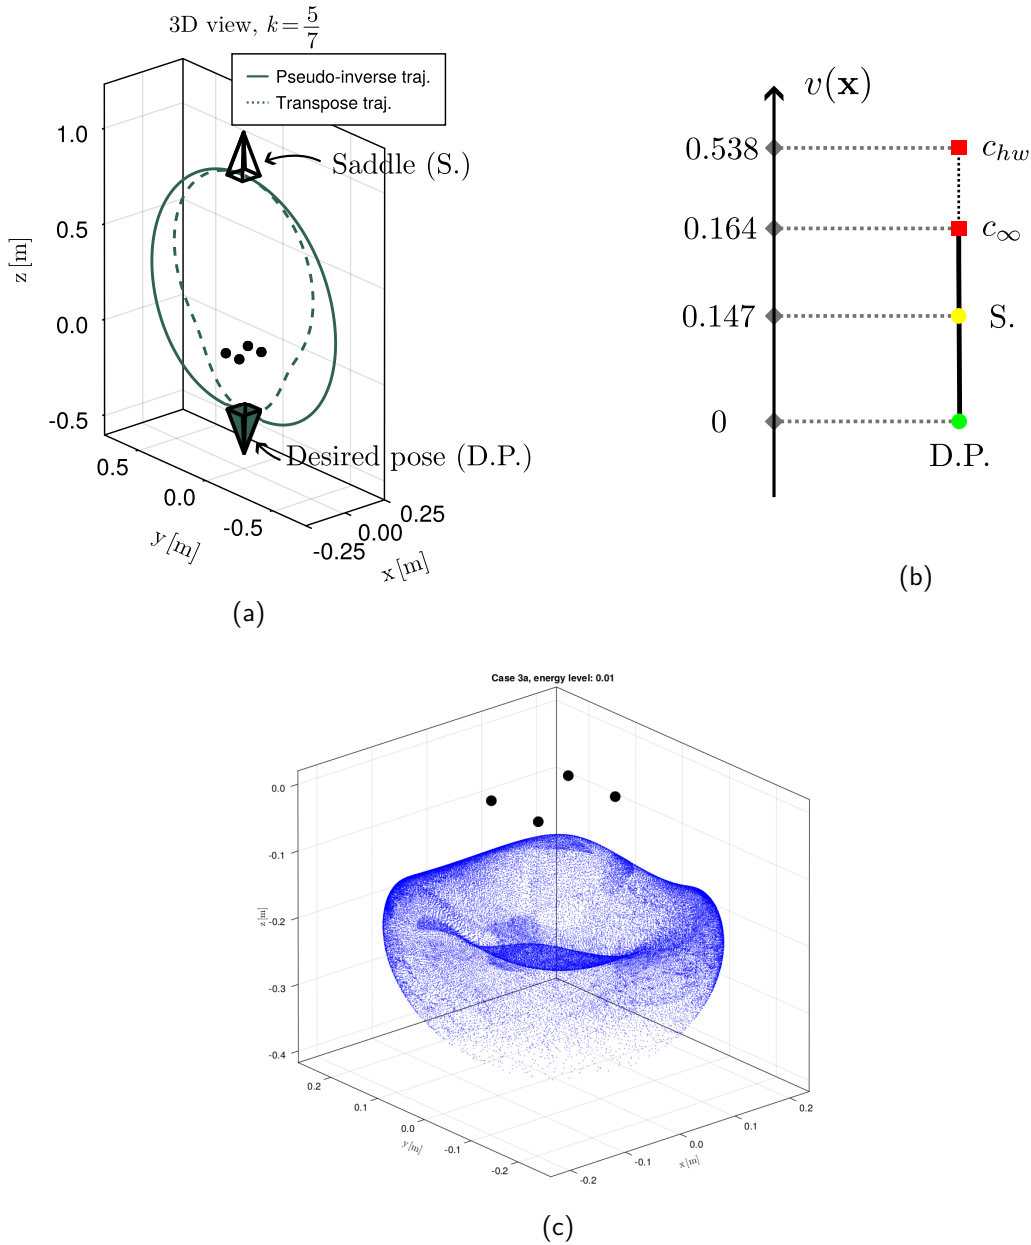 3D view, k = 5/7
Pseudo-inverse traj.
Transpose traj.
Saddle (S.)
Desired pose (D.P.)
z [m]
1.0
0.5
0.0
-0.5
0.5
0.0
-0.5
y [m]
-0.25
0.00
0.25
x [m]
(a)
v(x)
0.538
c_{hw}
0.164
c_∞
0.147
S.
0
D.P.
(b)
Case 3a, energy level: 0.01
0.0
-0.1
-0.2
-0.3
-0.4
z [m]
0.2
0.1
0.0
-0.1
-0.2
y [m]
-0.2
-0.1
0.0
0.1
0.2
x [m]
(c)